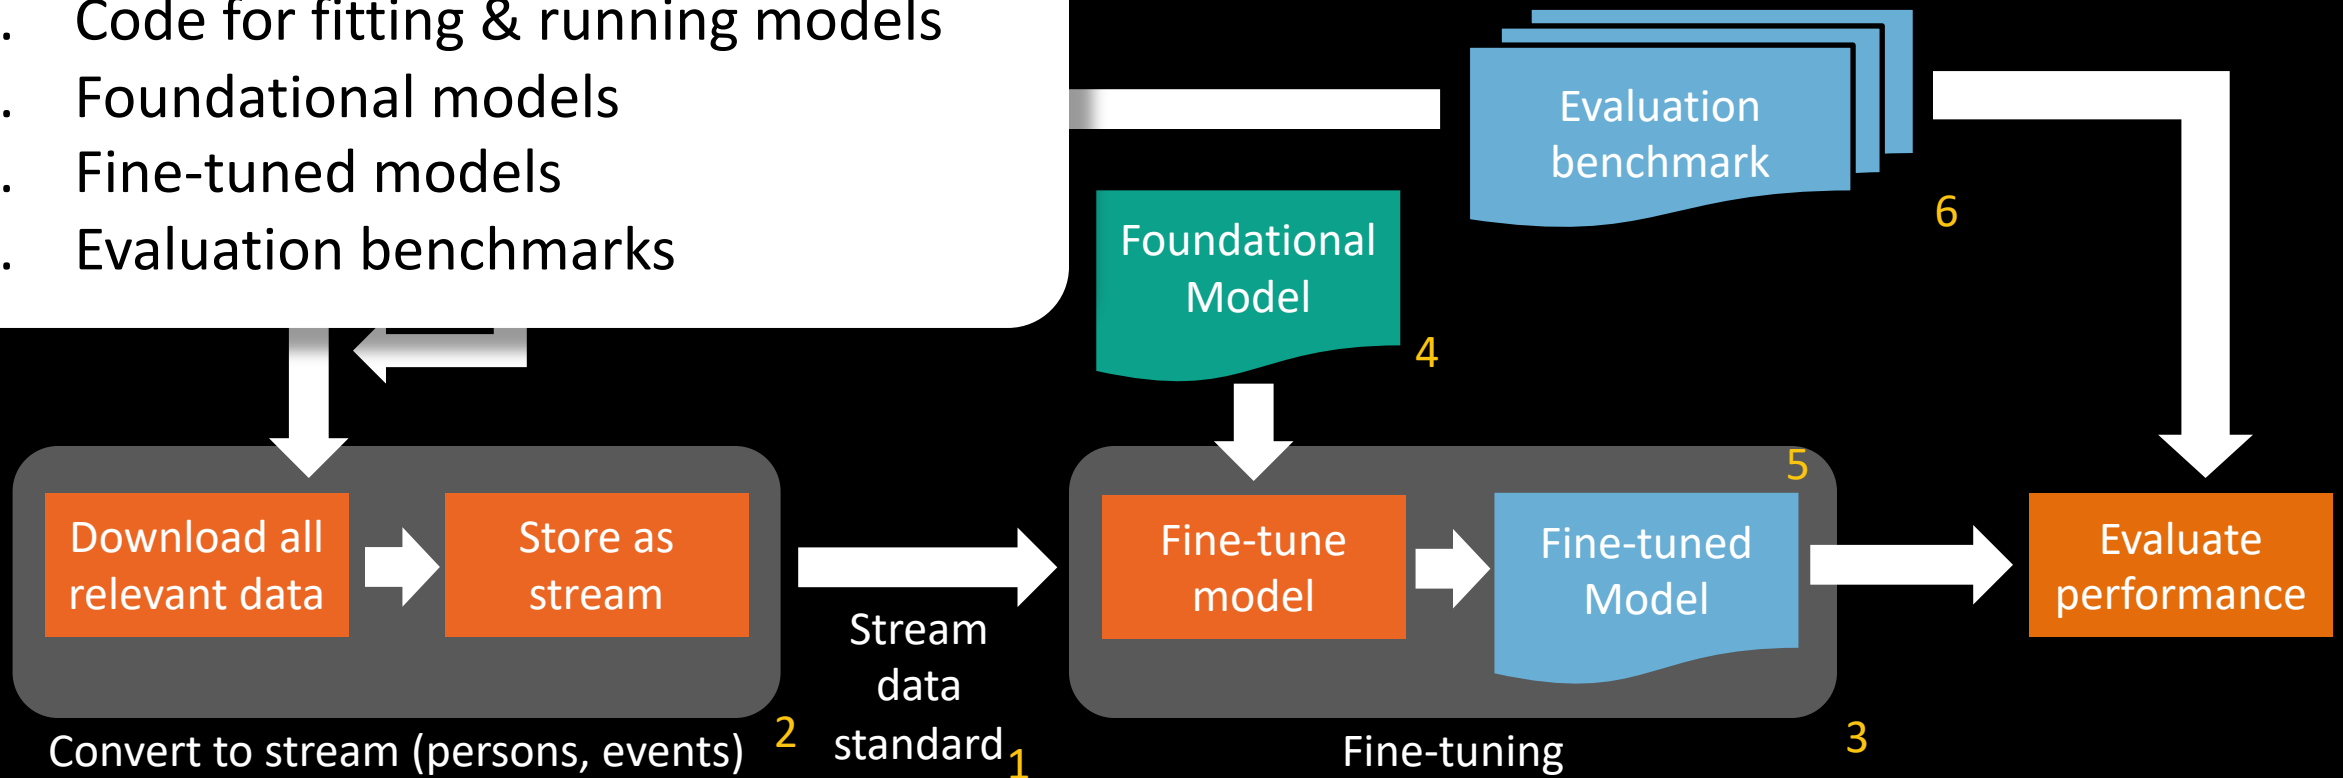 . Code for fitting & running models
. Foundational models
. Fine-tuned models
. Evaluation benchmarks
Evaluation
benchmark
6
Foundational
Model
4
Download all
relevant data
Store as
stream
Convert to stream (persons, events)
2
Stream
data
standard
1
5
Fine-tune
model
Fine-tuned
Model
Fine-tuning
3
Evaluate
performance